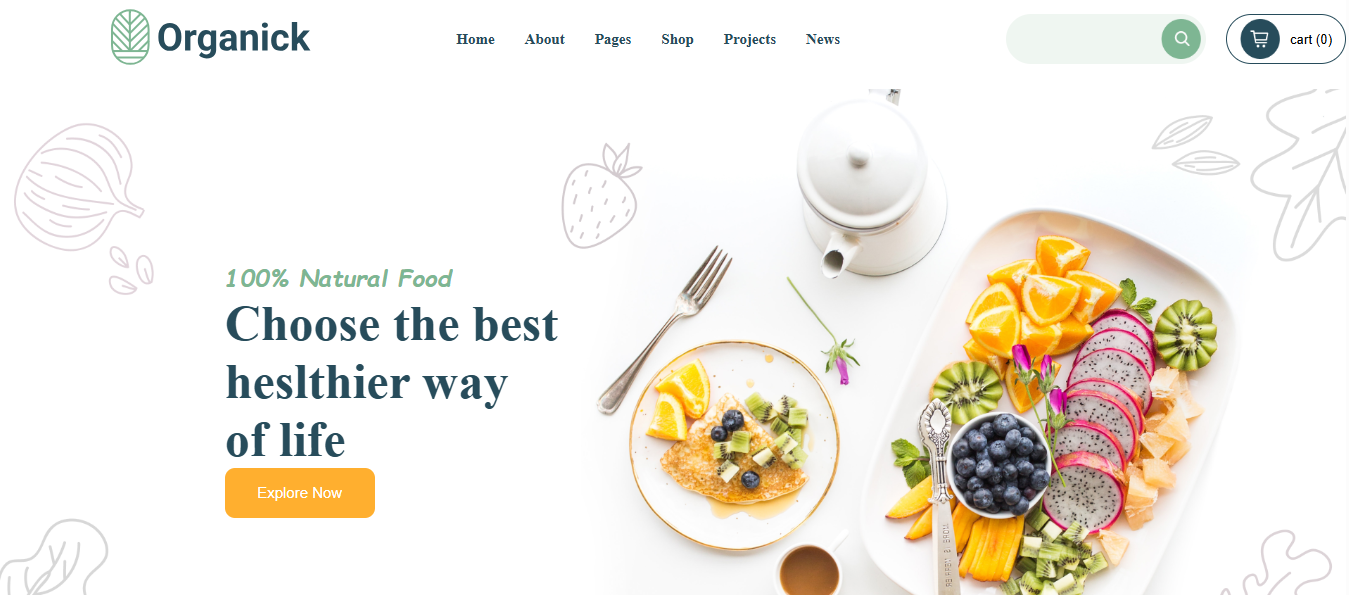 Organick
Home About Pages Shop Projects News
cart (0)
100% Natural Food
Choose the best
heslthier way
of life
Explore Now